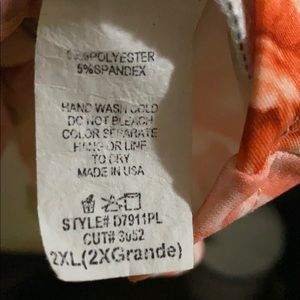 POLYESTER
5%SPANDEX
HAND WASH COLD
DO NOT BLEACH
COLOR SEPARATE
HANG OR LINE
TO DRY
MADE IN USA
STYLE# D7911PL
CUT# 3052
2XL(2XGrande)